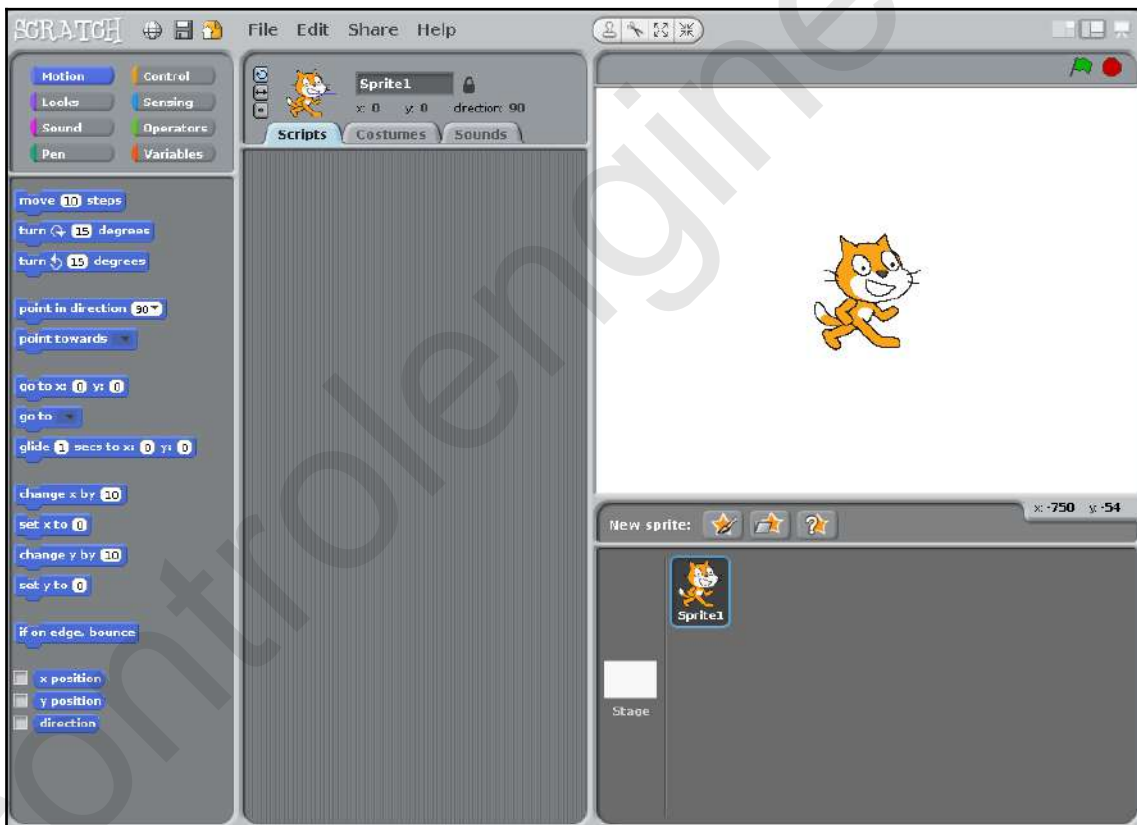 SCRATCH File Edit Share Help
Motion Control
Looks Sensing
Sound Operators
Pen Variables
Sprite1
x: 0 y: 0 direction: 90
Scripts Costumes Sounds
move 10 steps
turn 15 degrees
turn 15 degrees
point in direction 90
point towards
go to x: 0 y: 0
go to
glide 1 secs to x: 0 y: 0
change x by 10
set x to 0
change y by 10
set y to 0
if on edge, bounce
x position
y position
direction
x: -750 y: -54
New sprite:
Sprite1
Stage
ontrolengine